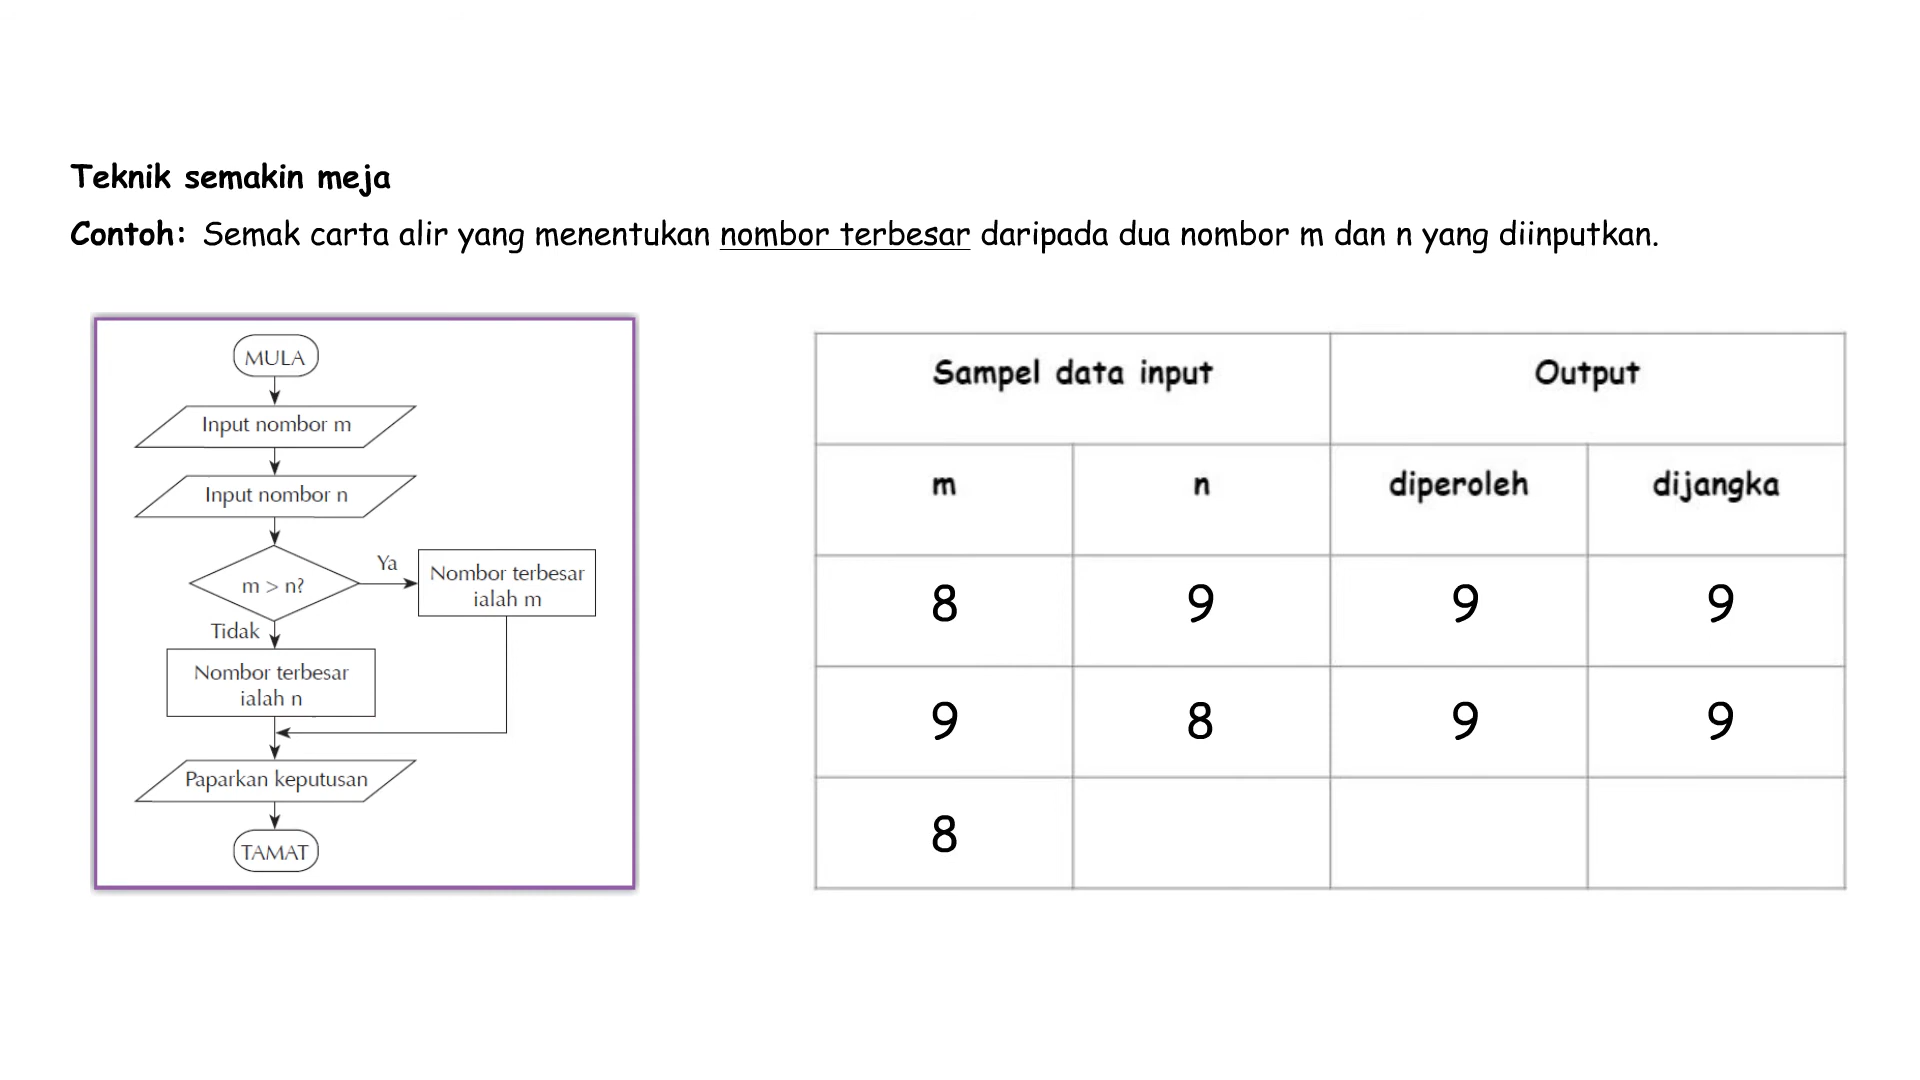 Teknik semakin meja
Contoh: Semak carta alir yang menentukan nombor terbesar daripada dua nombor m dan n yang diinputkan.
MULA
Input nombor m
Input nombor n
m > n?
Ya
Nombor terbesar
ialah m
Tidak
Nombor terbesar
ialah n
Paparkan keputusan
TAMAT
Sampel data input Output
m n diperoleh dijangka
8 9 9 9
9 8 9 9
8